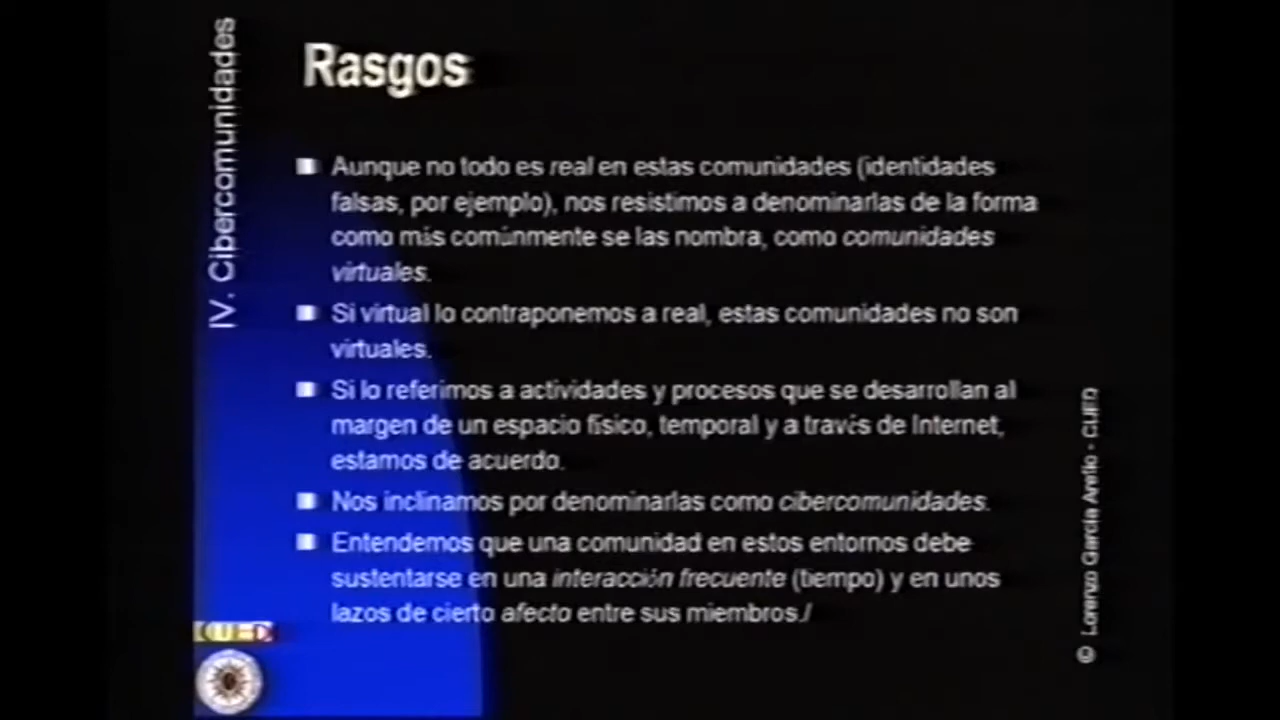 IV. Cibercomunidades
Rasgos
Aunque no todo es real en estas comunidades (identidades
falsas, por ejemplo), nos resistimos a denominarlas de la forma
como más comúnmente se las nombra, como comunidades
virtuales.
Si virtual lo contraponemos a real, estas comunidades no son
virtuales.
Si lo referimos a actividades y procesos que se desarrollan al
margen de un espacio físico, temporal y a través de Internet,
estamos de acuerdo.
Nos inclinamos por denominarlas como cibercomunidades.
Entendemos que una comunidad en estos entornos debe
sustentarse en una interacción frecuente (tiempo) y en unos
lazos de cierto afecto entre sus miembros./
CUED
© Lorenzo García Aretio - CUED